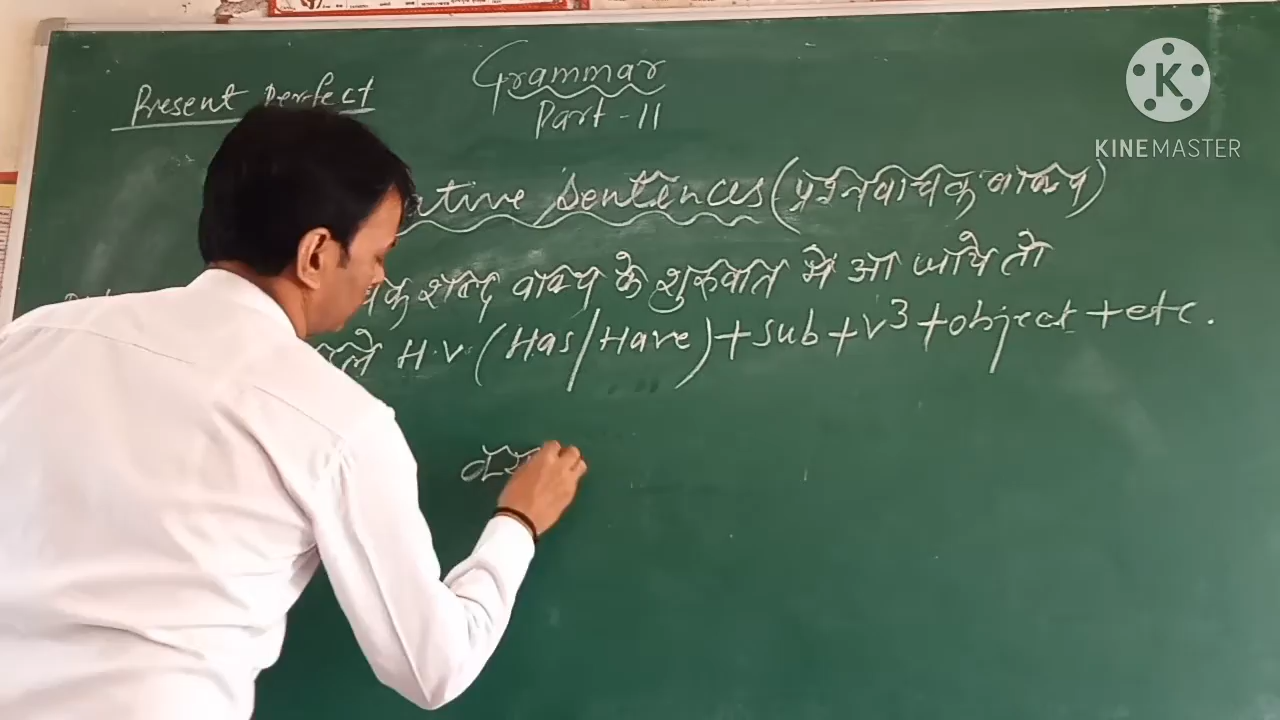 Grammar
Present Perfect
Part - II
Sentences (प्रश्नवाचक वाक्य)
शब्द वाक्य के शुरुवात में आ जाये तो
H.V. (Has/Have) + Sub + V³ + object + etc.
K
KINEMASTER